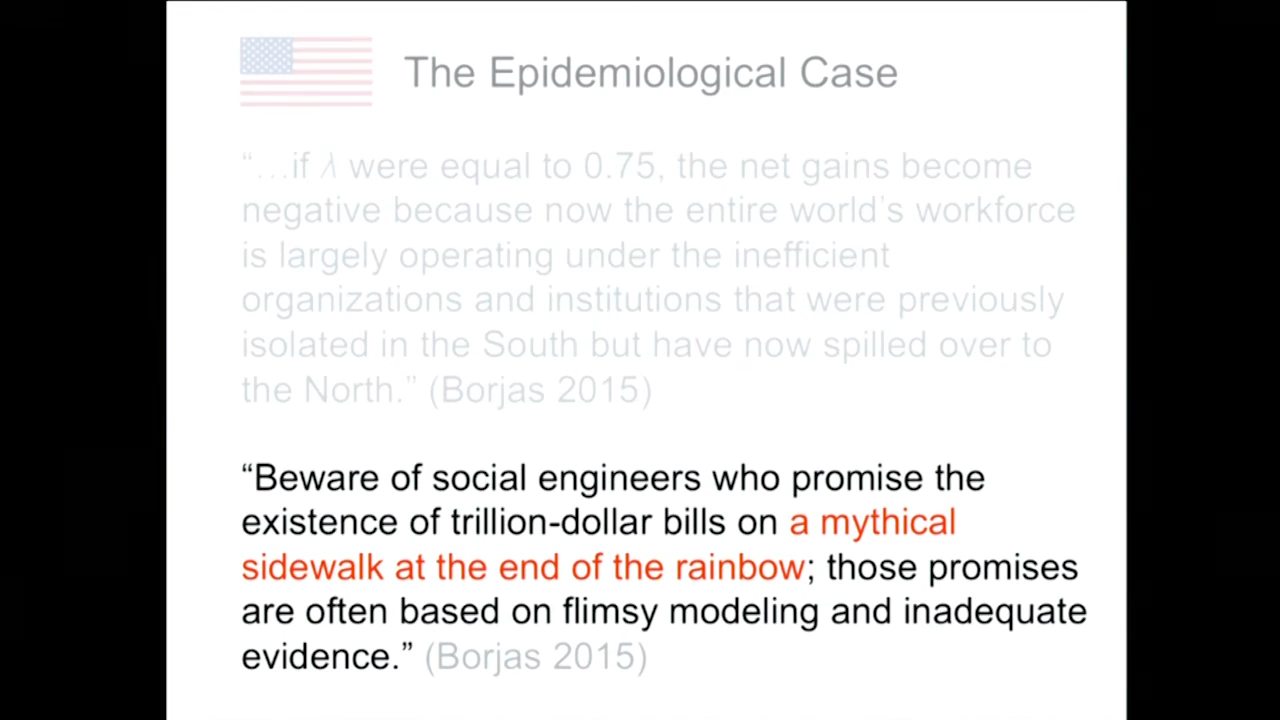 The Epidemiological Case
“…if λ were equal to 0.75, the net gains become
negative because now the entire world’s workforce
is largely operating under the inefficient
organizations and institutions that were previously
isolated in the South but have now spilled over to
the North.” (Borjas 2015)
“Beware of social engineers who promise the
existence of trillion-dollar bills on a mythical
sidewalk at the end of the rainbow; those promises
are often based on flimsy modeling and inadequate
evidence.” (Borjas 2015)